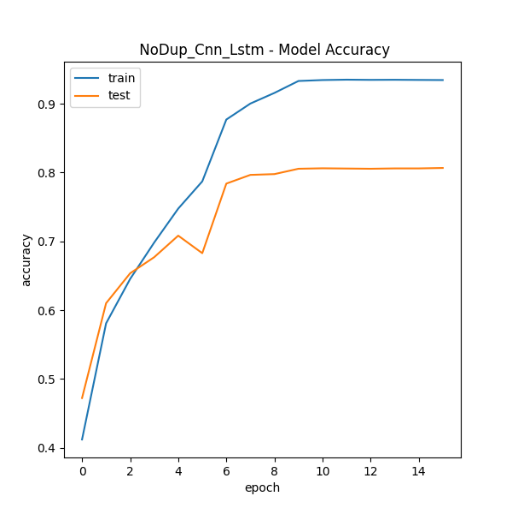 NoDup_Cnn_Lstm - Model Accuracy
train
test
accuracy
0.9
0.8
0.7
0.6
0.5
0.4
0 2 4 6 8 10 12 14
epoch